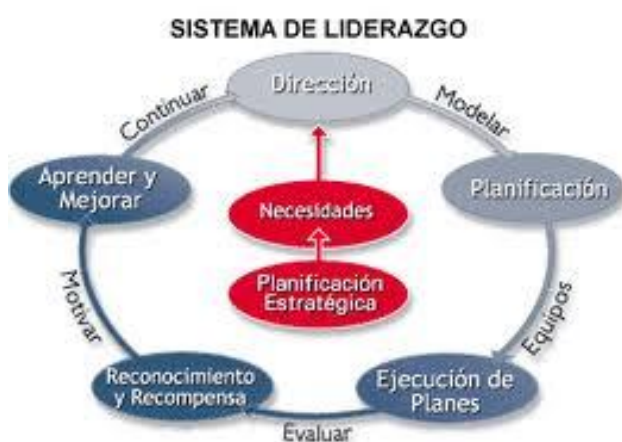 SISTEMA DE LIDERAZGO
Dirección
Continuar
Modelar
Aprender y
Mejorar
Necesidades
Planificación
Planificación
Estratégica
Motivar
Equipos
Reconocimiento
y Recompensa
Ejecución de
Planes
Evaluar